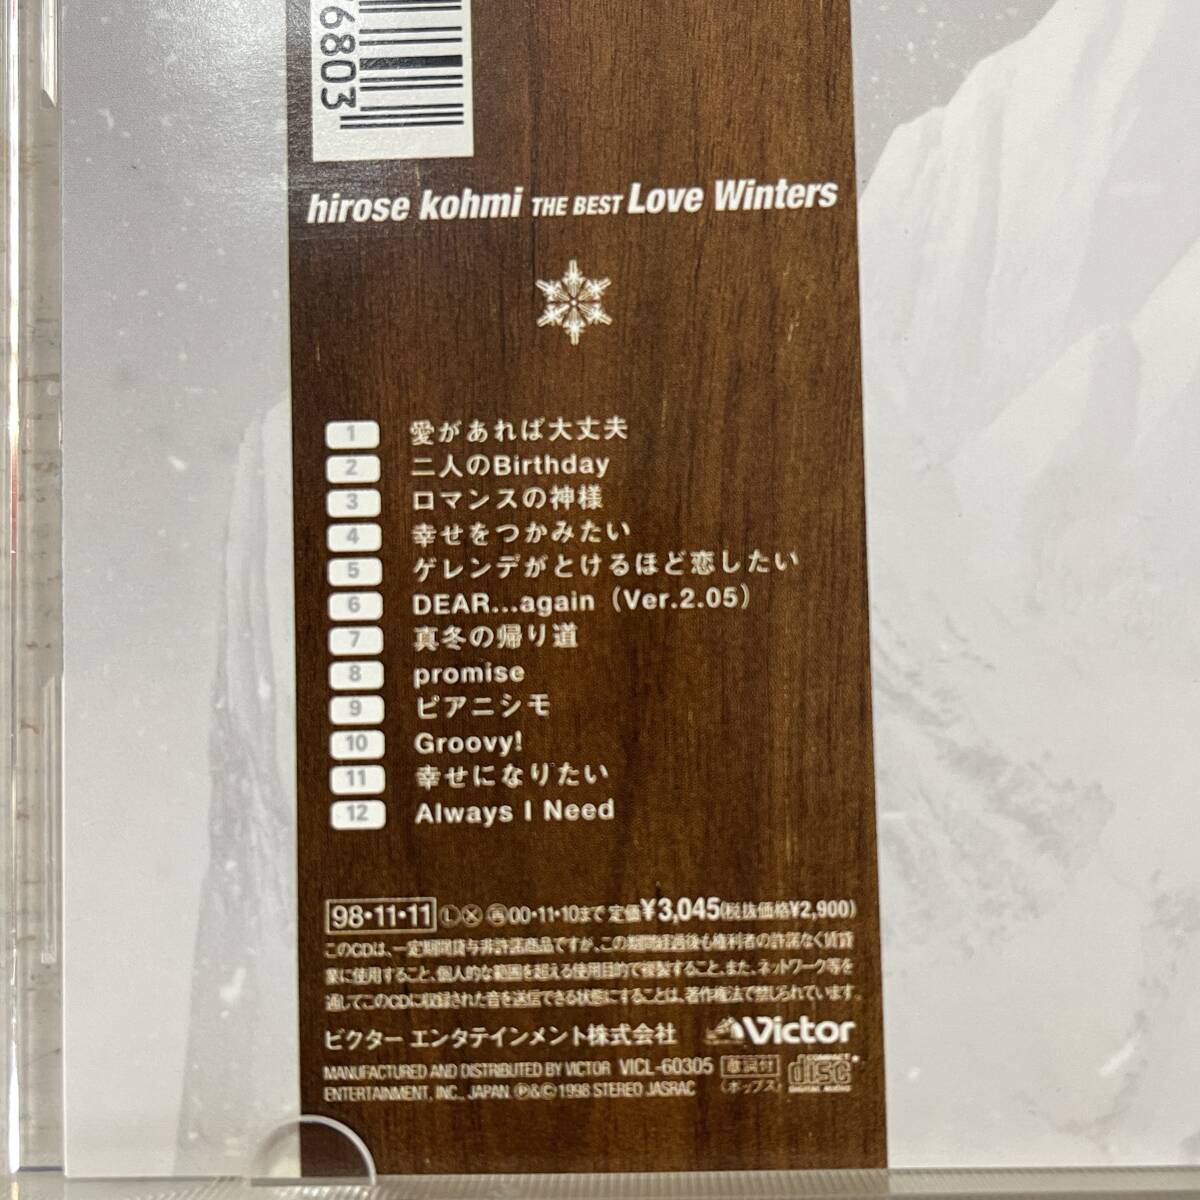 6803
hirose kohmi THE BEST Love Winters
1 愛があれば大丈夫
2 二人のBirthday
3 ロマンスの神様
4 幸せをつかみたい
5 ゲレンデがとけるほど恋したい
6 DEAR...again (Ver.2.05)
7 真冬の帰り道
8 promise
9 ピアニシモ
10 Groovy!
11 幸せになりたい
12 Always I Need
98・11・11 Ⓛ Ⓧ ㊢00・11・10まで 定価¥3,045(税抜価格¥2,900)
このCDは、一定期間貸与非許諾商品ですが、この期間経過後も権利者の許諾なく賃貸
業に使用すること、個人的な範囲を超える使用目的で複製すること、また、ネットワーク等を
通してこのCDに収録された音を送信できる状態にすることは、著作権法で禁じられています。
ビクター エンタテインメント株式会社 Victor
MANUFACTURED AND DISTRIBUTED BY VICTOR VICL-60305 歌詞付 COMPACT disc DIGITAL AUDIO
ENTERTAINMENT, INC., JAPAN. Ⓟ&© 1998 STEREO JASRAC (ポップス)